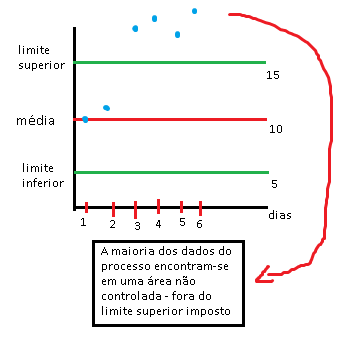 limite
superior
15
média
10
limite
inferior
5
1 2 3 4 5 6 dias
A maioria dos dados do
processo encontram-se
em uma área não
controlada - fora do
limite superior imposto